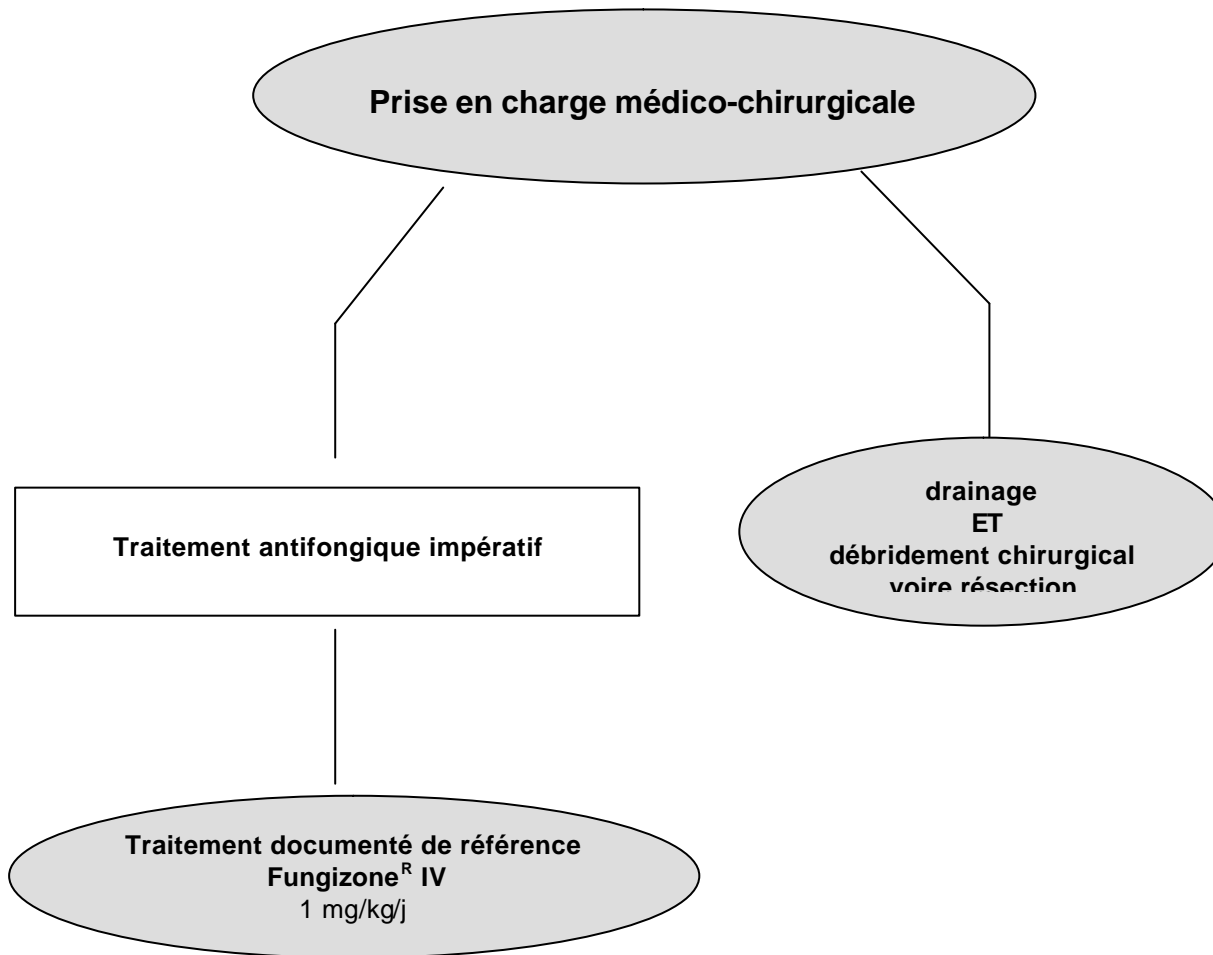 Prise en charge médico-chirurgicale
Traitement antifongique impératif
drainage
ET
débridement chirurgical
voire résection
Traitement documenté de référence
Fungizone^R IV
1 mg/kg/j